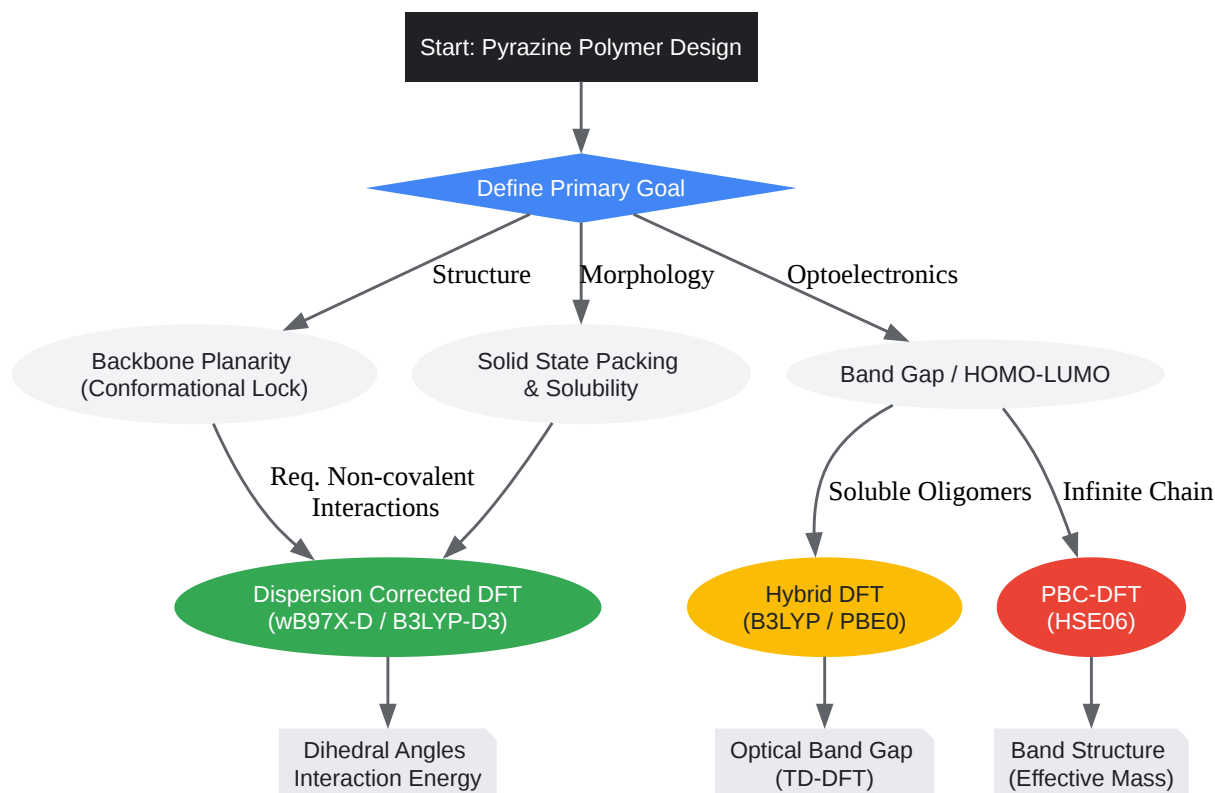 Start: Pyrazine Polymer Design
Define Primary Goal
Structure
Morphology
Optoelectronics
Backbone Planarity
(Conformational Lock)
Solid State Packing
& Solubility
Band Gap / HOMO-LUMO
Req. Non-covalent
Interactions
Soluble Oligomers
Infinite Chain
Dispersion Corrected DFT
(wB97X-D / B3LYP-D3)
Hybrid DFT
(B3LYP / PBE0)
PBC-DFT
(HSE06)
Dihedral Angles
Interaction Energy
Optical Band Gap
(TD-DFT)
Band Structure
(Effective Mass)